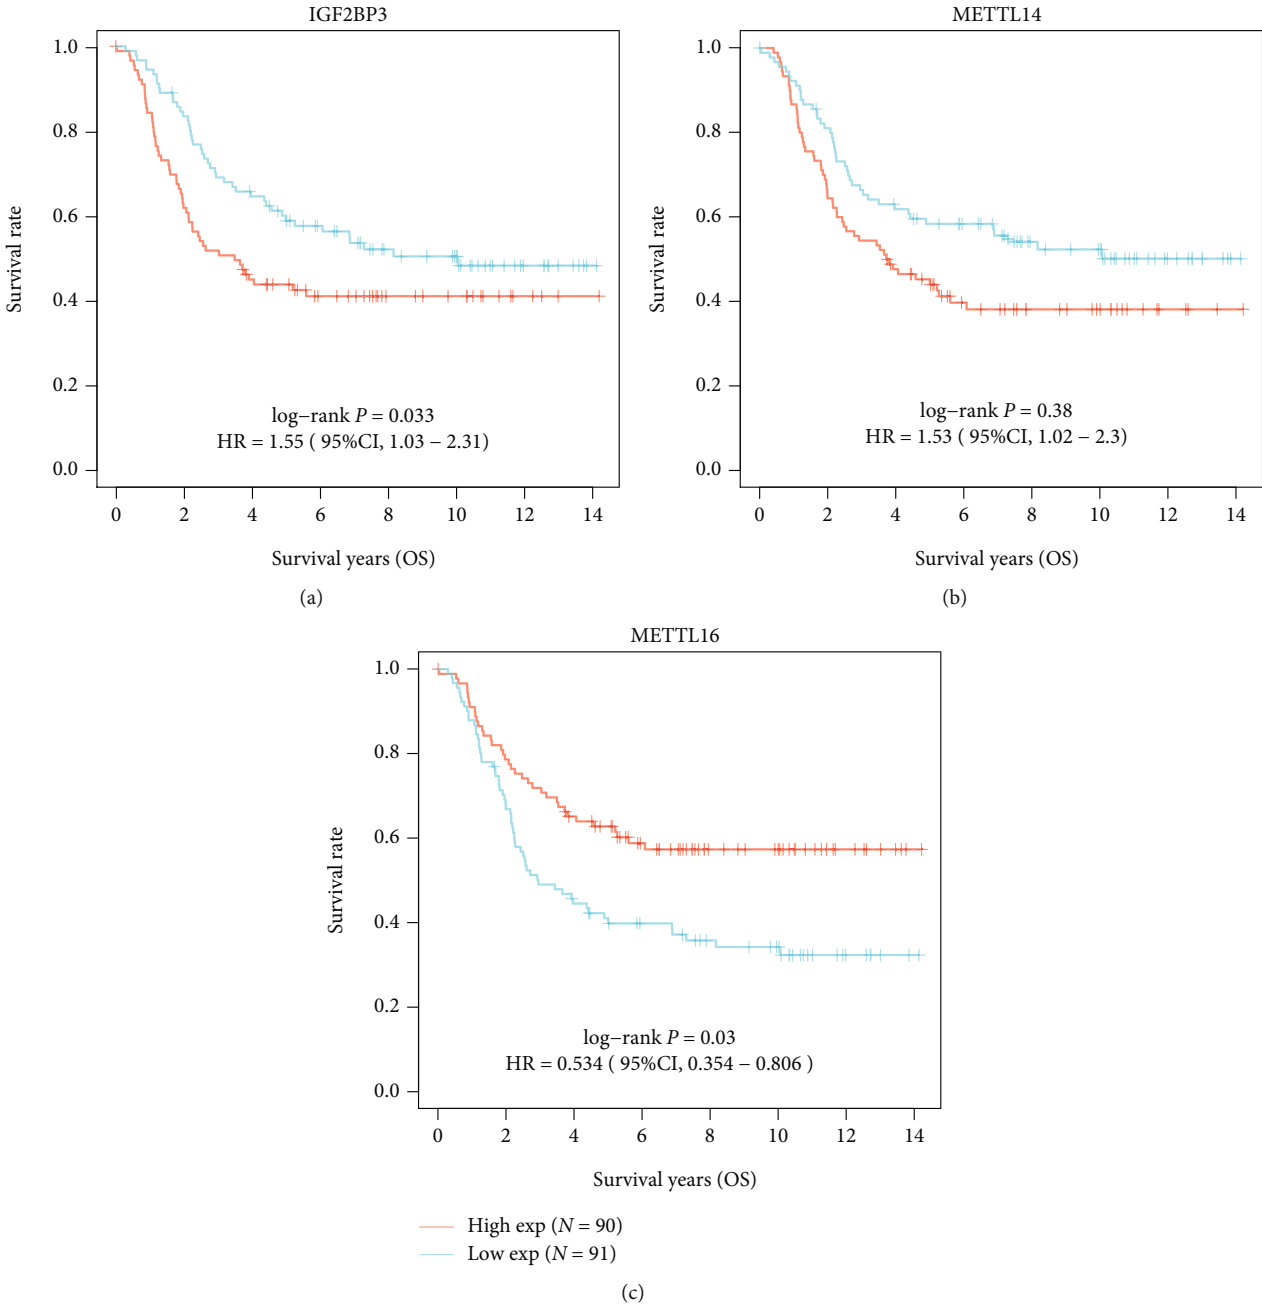 IGF2BP3
1.0
0.8
0.6
0.4
0.2
0.0
Survival rate
log−rank P = 0.033
HR = 1.55 ( 95%CI, 1.03 − 2.31)
0 2 4 6 8 10 12 14
Survival years (OS)
(a)
METTL14
1.0
0.8
0.6
0.4
0.2
0.0
Survival rate
log−rank P = 0.38
HR = 1.53 ( 95%CI, 1.02 − 2.3)
0 2 4 6 8 10 12 14
Survival years (OS)
(b)
METTL16
1.0
0.8
0.6
0.4
0.2
0.0
Survival rate
log−rank P = 0.03
HR = 0.534 ( 95%CI, 0.354 − 0.806 )
0 2 4 6 8 10 12 14
Survival years (OS)
High exp (N = 90)
Low exp (N = 91)
(c)